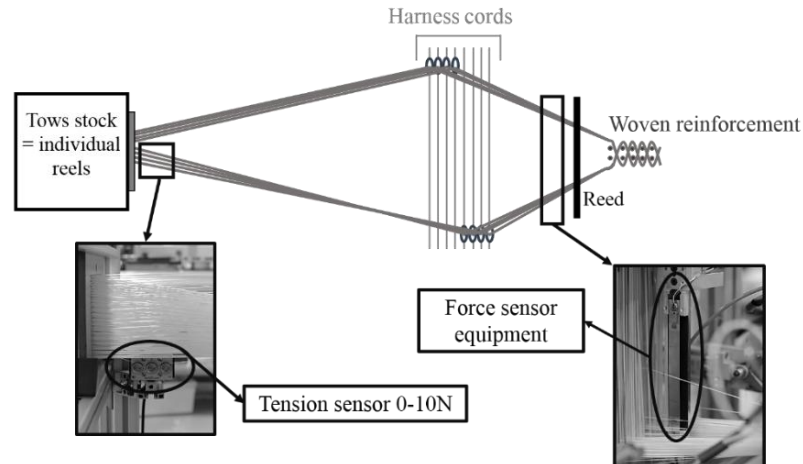 Harness cords
Tows stock
= individual
reels
Woven reinforcement
Reed
Force sensor
equipment
Tension sensor 0-10N